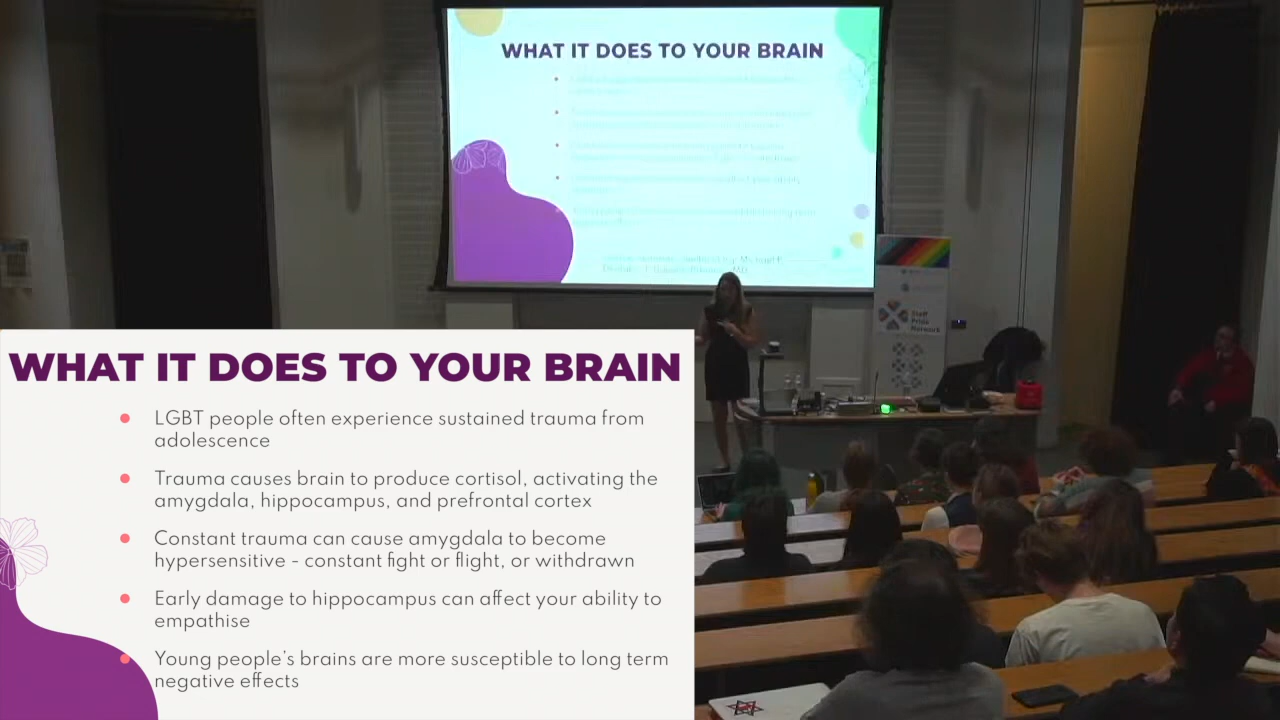 WHAT IT DOES TO YOUR BRAIN
Staff
Pride
Network
WHAT IT DOES TO YOUR BRAIN
LGBT people often experience sustained trauma from
adolescence
Trauma causes brain to produce cortisol, activating the
amygdala, hippocampus, and prefrontal cortex
Constant trauma can cause amygdala to become
hypersensitive - constant fight or flight, or withdrawn
Early damage to hippocampus can affect your ability to
empathise
Young people's brains are more susceptible to long term
negative effects